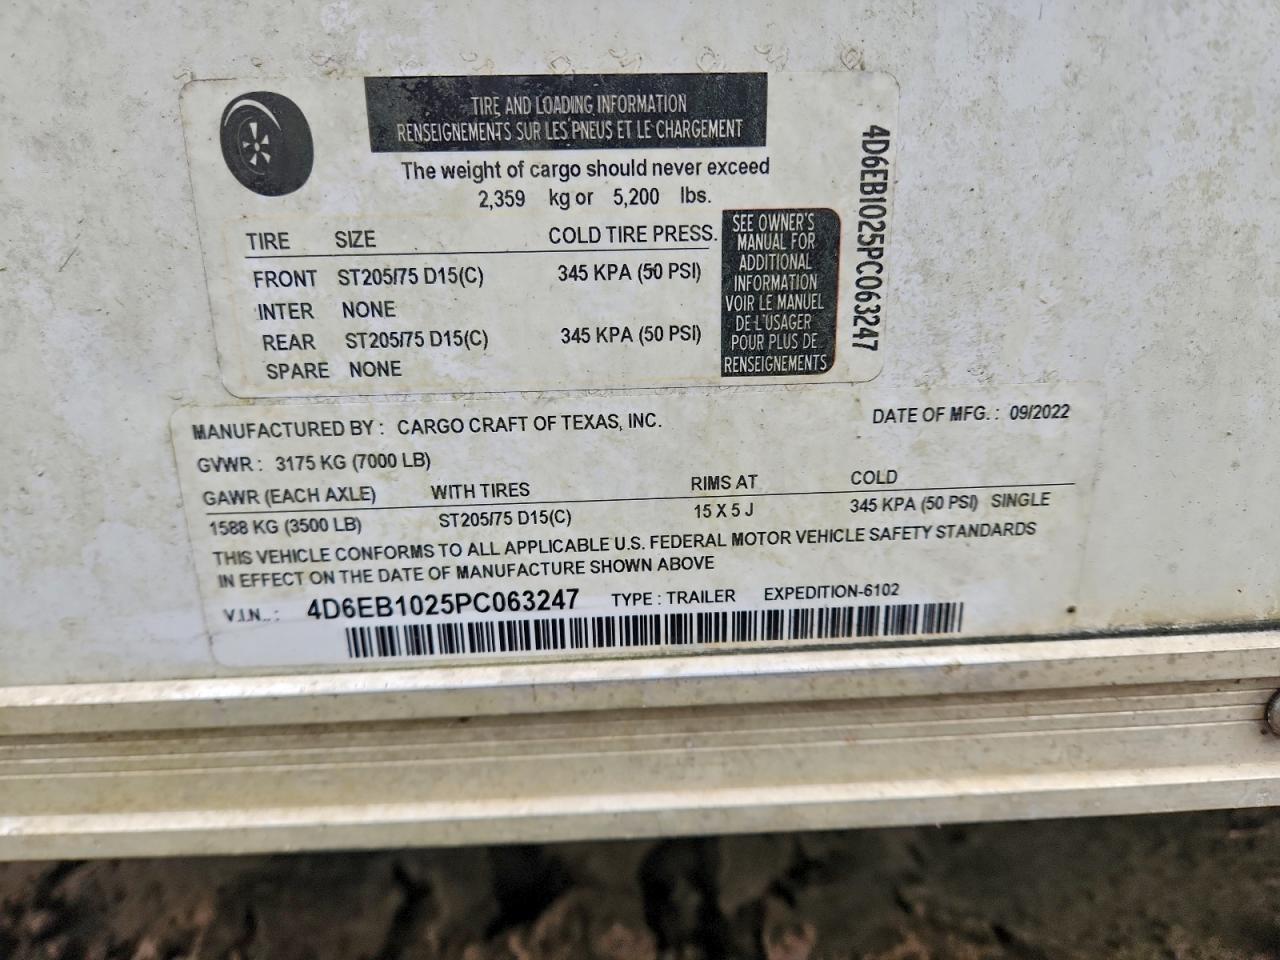 TIRE AND LOADING INFORMATION
RENSEIGNEMENTS SUR LES PNEUS ET LE CHARGEMENT
The weight of cargo should never exceed
2,359 kg or 5,200 lbs.
TIRE SIZE COLD TIRE PRESS.
FRONT ST205/75 D15(C) 345 KPA (50 PSI)
INTER NONE
REAR ST205/75 D15(C) 345 KPA (50 PSI)
SPARE NONE
SEE OWNER'S
MANUAL FOR
ADDITIONAL
INFORMATION
VOIR LE MANUEL
DE L'USAGER
POUR PLUS DE
RENSEIGNEMENTS
4D6EB1025PC063247
MANUFACTURED BY : CARGO CRAFT OF TEXAS, INC. DATE OF MFG. : 09/2022
GVWR : 3175 KG (7000 LB)
GAWR (EACH AXLE) WITH TIRES RIMS AT COLD
1588 KG (3500 LB) ST205/75 D15(C) 15 X 5 J 345 KPA (50 PSI) SINGLE
THIS VEHICLE CONFORMS TO ALL APPLICABLE U.S. FEDERAL MOTOR VEHICLE SAFETY STANDARDS
IN EFFECT ON THE DATE OF MANUFACTURE SHOWN ABOVE
V.I.N.. : 4D6EB1025PC063247 TYPE : TRAILER EXPEDITION-6102